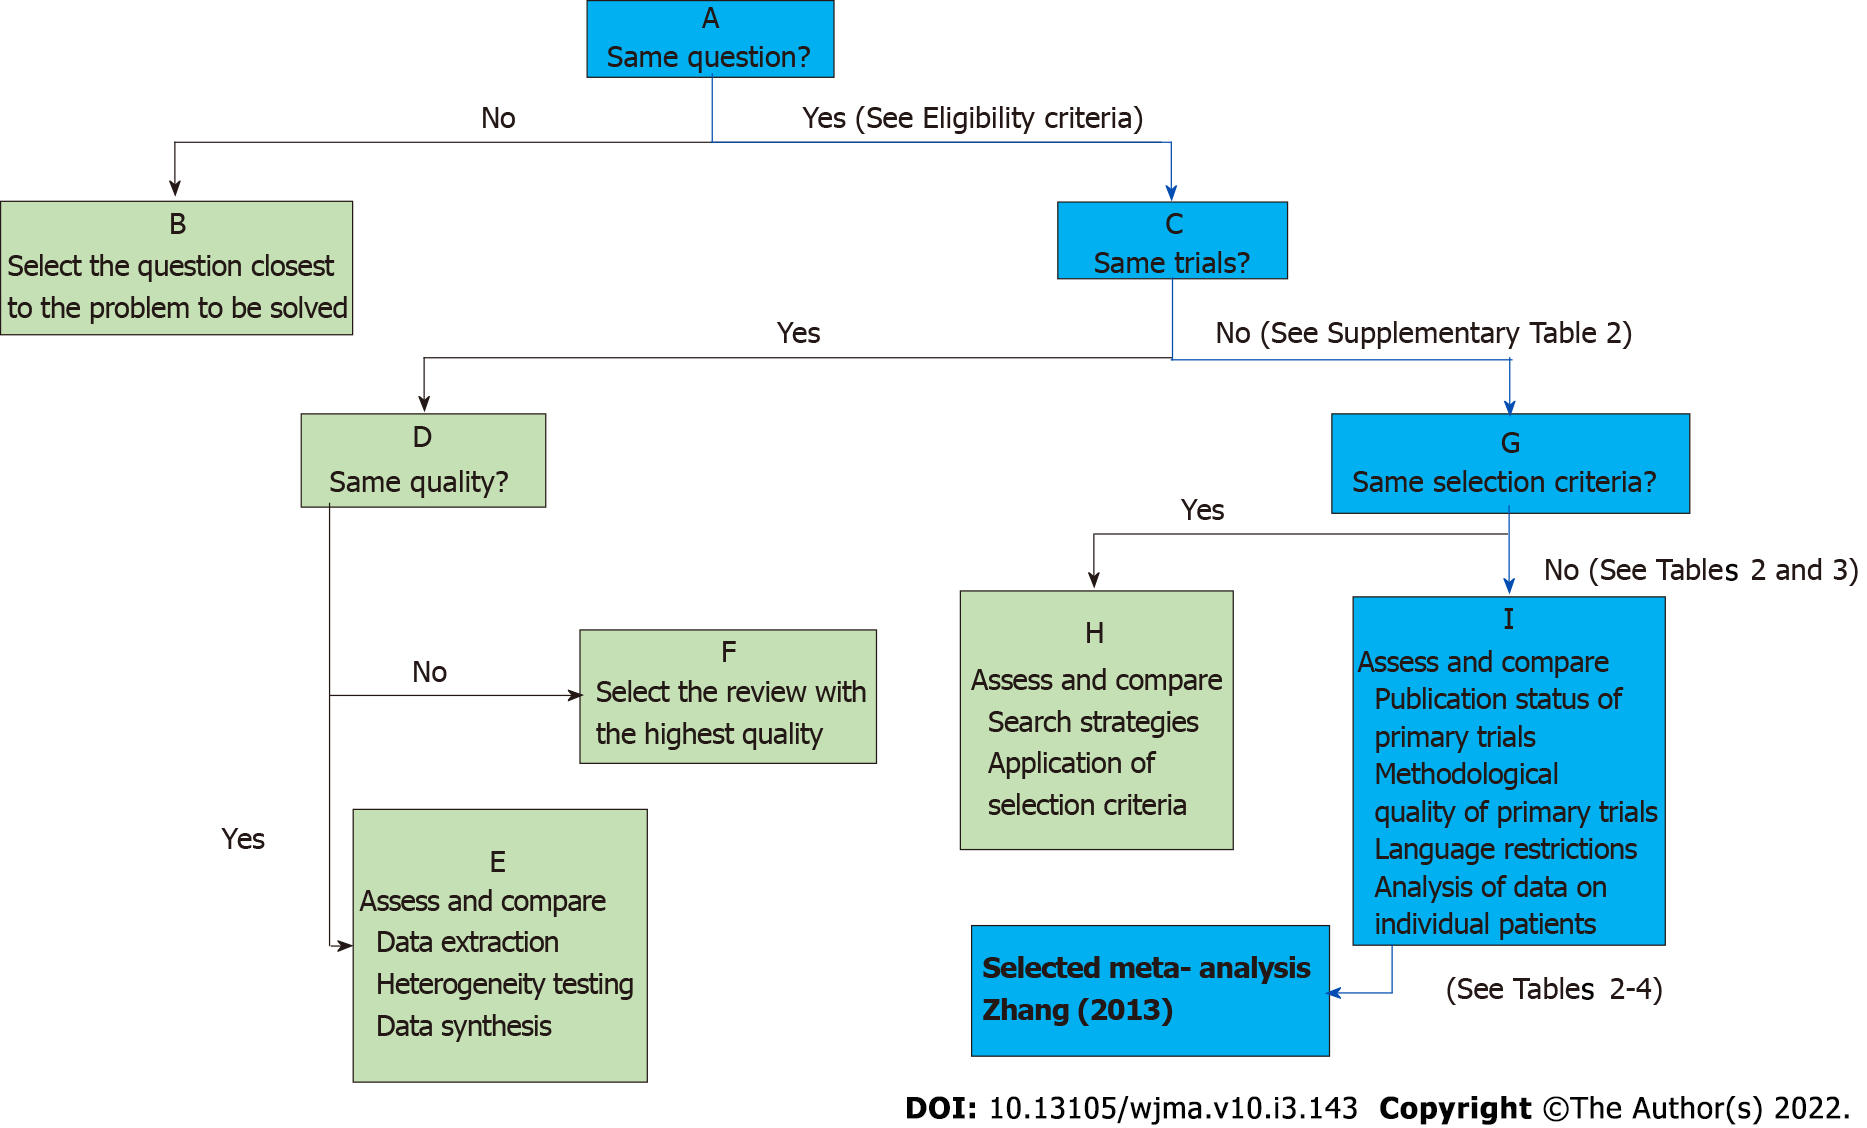 A
Same question?
No
Yes (See Eligibility criteria)
B
Select the question closest
to the problem to be solved
C
Same trials?
Yes
No (See Supplementary Table 2)
D
Same quality?
G
Same selection criteria?
Yes
No (See Tables 2 and 3)
No
F
Select the review with
the highest quality
H
Assess and compare
Search strategies
Application of
selection criteria
I
Assess and compare
Publication status of
primary trials
Methodological
quality of primary trials
Language restrictions
Analysis of data on
individual patients
Yes
E
Assess and compare
Data extraction
Heterogeneity testing
Data synthesis
Selected meta- analysis
Zhang (2013)
(See Tables 2-4)
DOI: 10.13105/wjma.v10.i3.143 Copyright ©The Author(s) 2022.